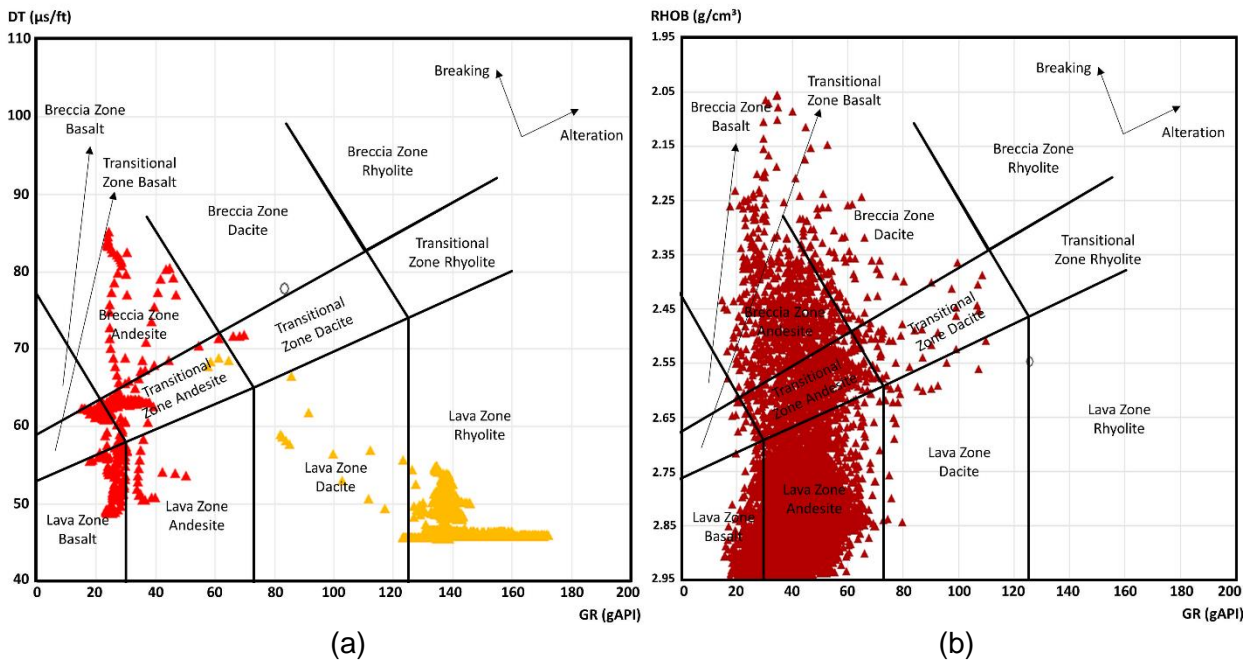 DT (µs/ft)
110
100
90
80
70
60
50
40
0
20
40
60
80
100
120
140
160
180
200
GR (gAPI)
Breaking
Alteration
Breccia Zone
Basalt
Transitional
Zone Basalt
Breccia Zone
Rhyolite
Breccia Zone
Dacite
Transitional
Zone Rhyolite
Breccia Zone
Andesite
Transitional
Zone Dacite
Transitional
Zone Andesite
Lava Zone
Rhyolite
Lava Zone
Dacite
Lava Zone
Andesite
Lava Zone
Basalt
(a)
RHOB (g/cm³)
1.95
2.05
2.15
2.25
2.35
2.45
2.55
2.65
2.75
2.85
2.95
0
20
40
60
80
100
120
140
160
180
200
GR (gAPI)
Breaking
Alteration
Transitional
Zone Basalt
Breccia Zone
Basalt
Breccia Zone
Rhyolite
Breccia Zone
Dacite
Transitional
Zone Rhyolite
Breccia Zone
Andesite
Transitional
Zone Dacite
Transitional
Zone Andesite
Lava Zone
Rhyolite
Lava Zone
Dacite
Lava Zone
Andesite
Lava Zone
Basalt
(b)